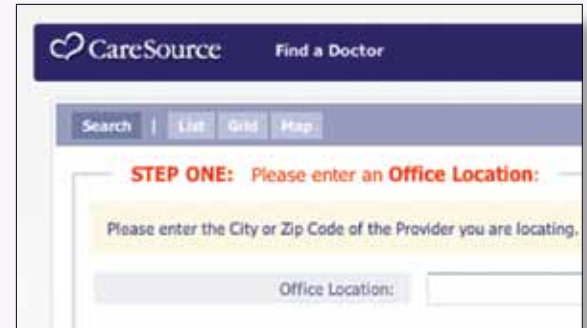 CareSource Find a Doctor
Search | List Grid Map
STEP ONE: Please enter an Office Location:
Please enter the City or Zip Code of the Provider you are locating.
Office Location: